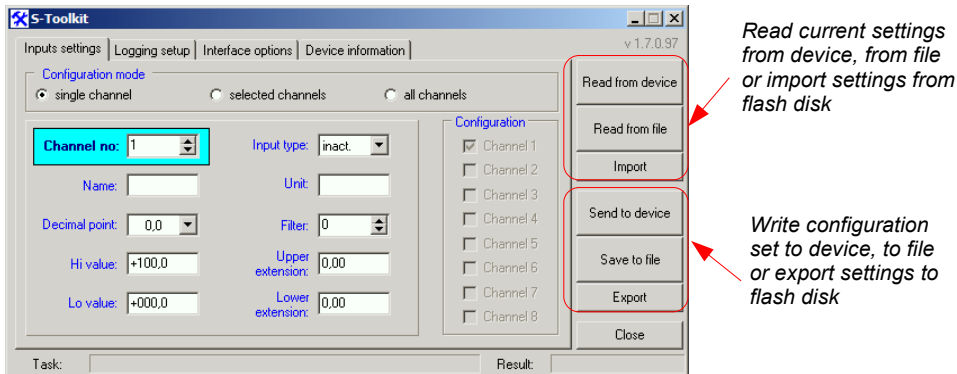 S-Toolkit
Inputs settings Logging setup Interface options Device information
v 1.7.0.97
Configuration mode
single channel selected channels all channels
Channel no: 1
Input type: inact.
Name:
Unit:
Decimal point: 0,0
Filter: 0
Hi value: +100,0
Upper extension: 0,00
Lo value: +000,0
Lower extension: 0,00
Configuration
Channel 1
Channel 2
Channel 3
Channel 4
Channel 5
Channel 6
Channel 7
Channel 8
Read from device
Read from file
Import
Send to device
Save to file
Export
Close
Task:
Result:
Read current settings
from device, from file
or import settings from
flash disk
Write configuration
set to device, to file
or export settings to
flash disk